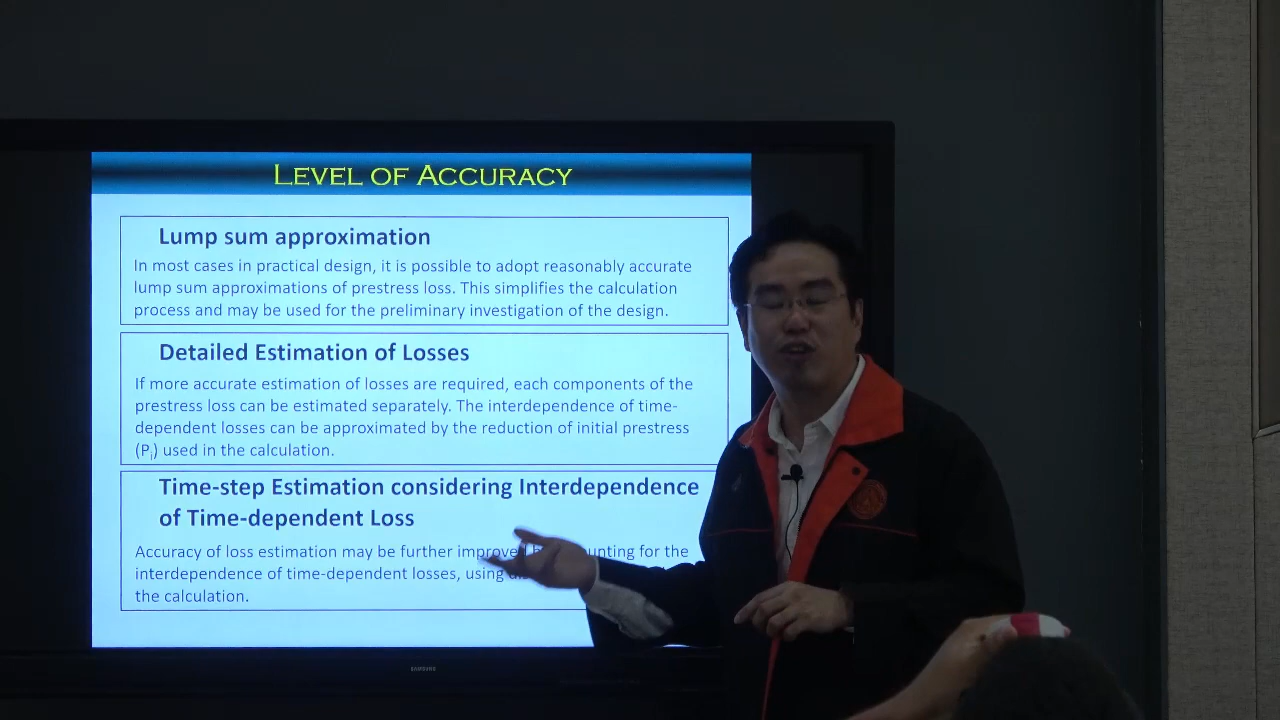 LEVEL OF ACCURACY
Lump sum approximation
In most cases in practical design, it is possible to adopt reasonably accurate
lump sum approximations of prestress loss. This simplifies the calculation
process and may be used for the preliminary investigation of the design.
Detailed Estimation of Losses
If more accurate estimation of losses are required, each components of the
prestress loss can be estimated separately. The interdependence of time-
dependent losses can be approximated by the reduction of initial prestress
(Pi) used in the calculation.
Time-step Estimation considering Interdependence
of Time-dependent Loss
Accuracy of loss estimation may be further improved for the
interdependence of time-dependent losses, using
the calculation.
SAMSUNG